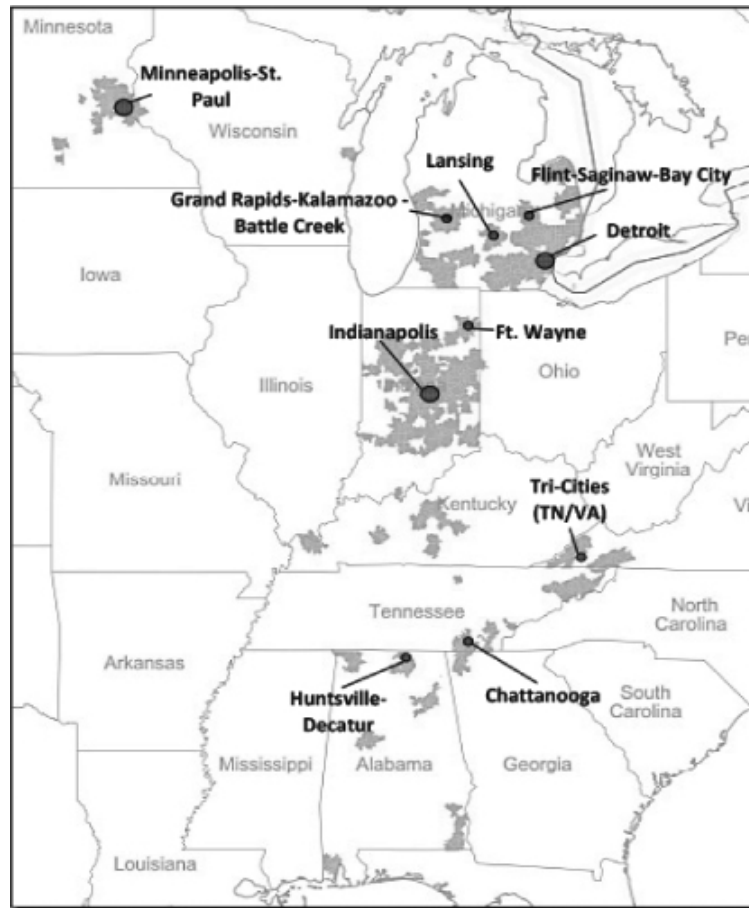 Minnesota
Minneapolis-St.
Paul
Wisconsin
Lansing
Flint-Saginaw-Bay City
Grand Rapids-Kalamazoo -
Battle Creek
Michigan
Detroit
Iowa
Indianapolis
Ft. Wayne
Illinois
Ohio
Pen
West
Virginia
Missouri
Kentucky
Tri-Cities
(TN/VA)
Vi
Tennessee
North
Carolina
Arkansas
Huntsville-
Decatur
Chattanooga
South
Carolina
Mississippi
Alabama
Georgia
Louisiana